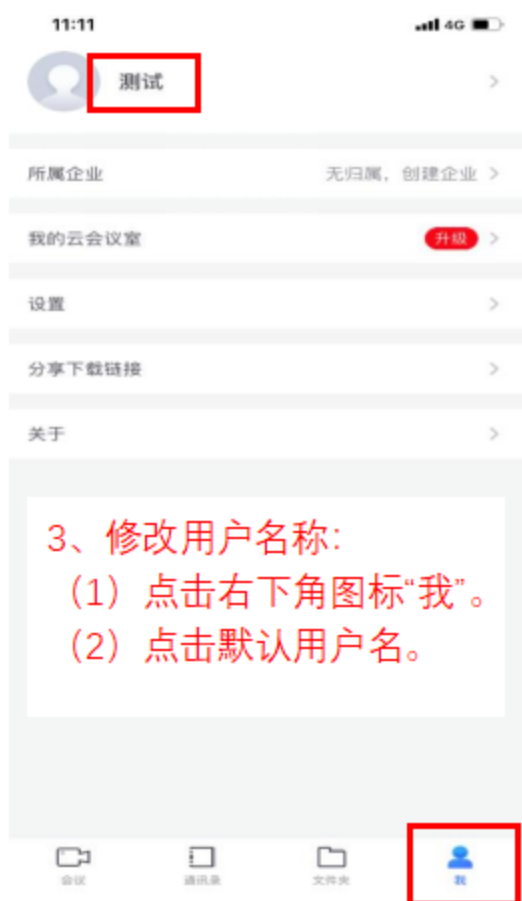 11:11
4G
测试
所属企业
无归属，创建企业
我的云会议室
升级
设置
分享下载链接
关于
3、修改用户名称:
（1）点击右下角图标“我”。
（2）点击默认用户名。
会议
通讯录
文件夹
我